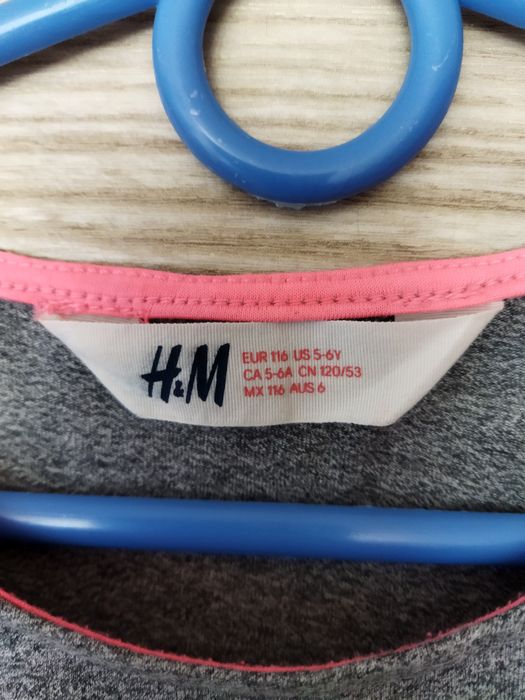 H&M
EUR 116 US 5-6Y
CA 5-6A CN 120/53
MX 116 AUS 6